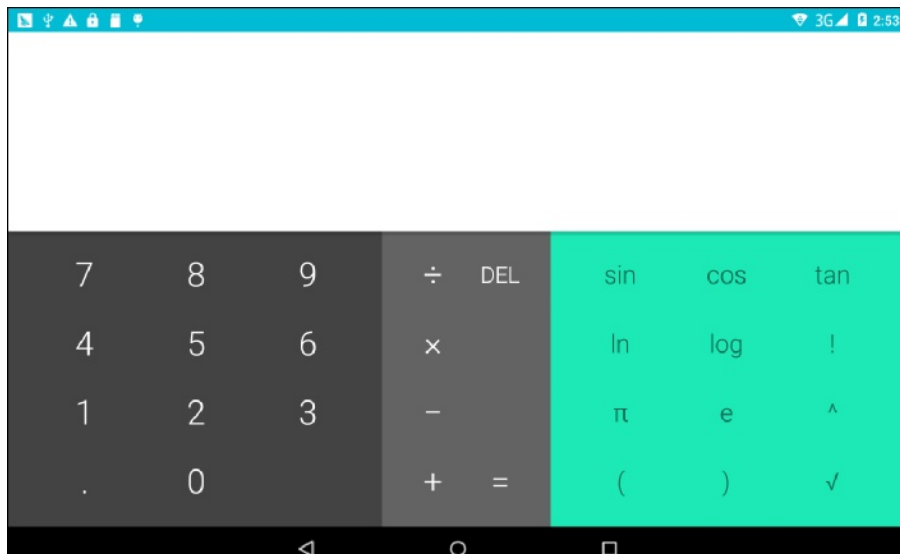 3G 2:53
7 8 9 ÷ DEL sin cos tan
4 5 6 × ln log !
1 2 3 − π e ^
. 0 + = ( ) √